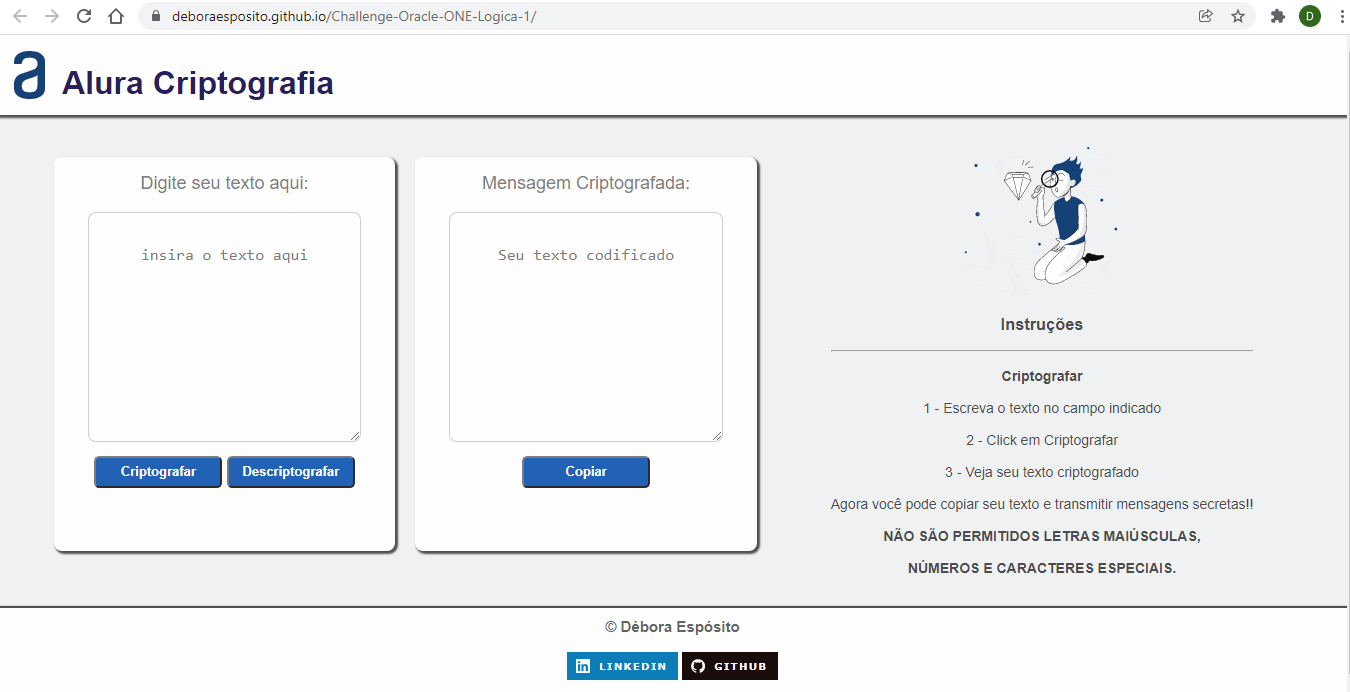 deboraesposito.github.io/Challenge-Oracle-ONE-Logica-1/
D
a Alura Criptografia
Digite seu texto aqui:
insira o texto aqui
Criptografar Descriptografar
Mensagem Criptografada:
Seu texto codificado
Copiar
Instruções
Criptografar
1 - Escreva o texto no campo indicado
2 - Click em Criptografar
3 - Veja seu texto criptografado
Agora você pode copiar seu texto e transmitir mensagens secretas!!
NÃO SÃO PERMITIDOS LETRAS MAIÚSCULAS,
NÚMEROS E CARACTERES ESPECIAIS.
© Débora Espósito
in LINKEDIN GITHUB